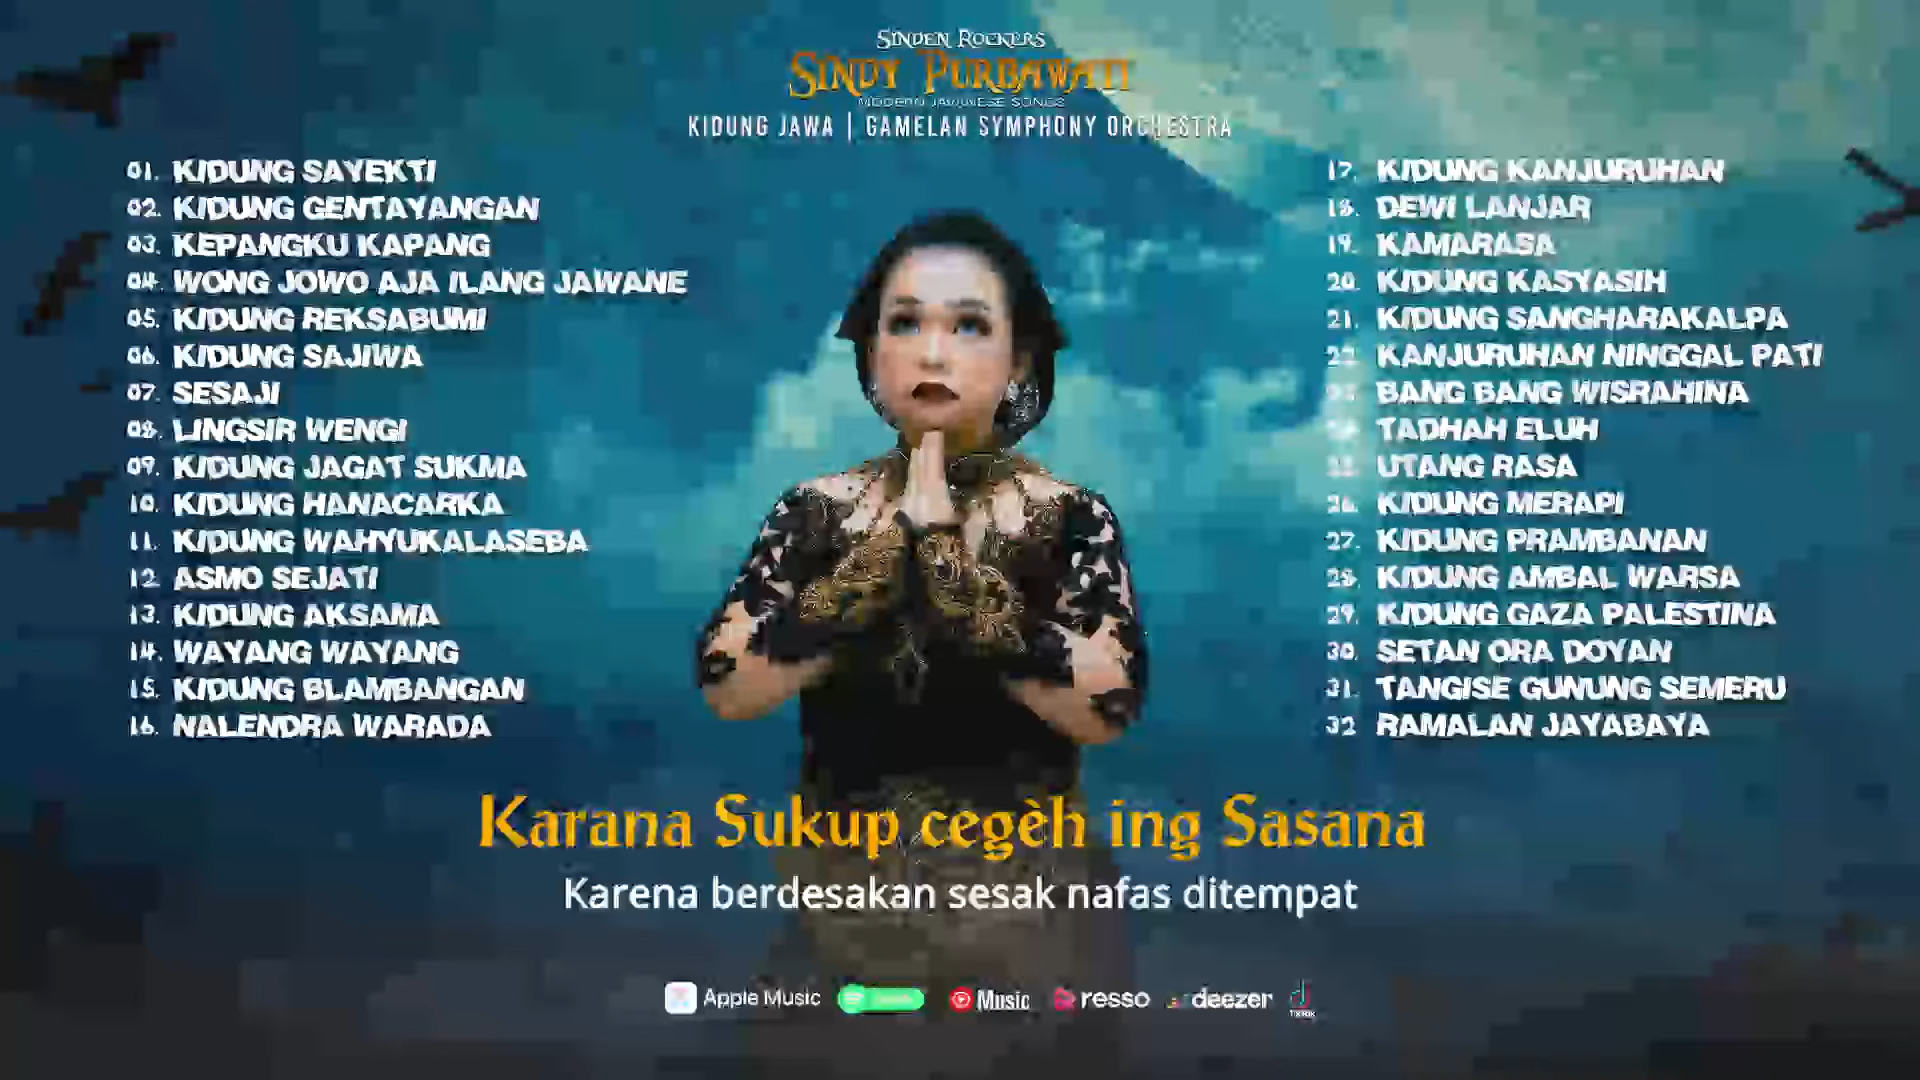 SINDEN ROCKERS
SINDY PURBAWATI
MODERN JAWANESE SONGS
KIDUNG JAWA | GAMELAN SYMPHONY ORCHESTRA
01. KIDUNG SAYEKTI
02. KIDUNG GENTAYANGAN
03. KEPANGKU KAPANG
04. WONG JOWO AJA ILANG JAWANE
05. KIDUNG REKSABUMI
06. KIDUNG SAJIWA
07. SESAJI
08. LINGSIR WENGI
09. KIDUNG JAGAT SUKMA
10. KIDUNG HANACARKA
11. KIDUNG WAHYUKALASEBA
12. ASMO SEJATI
13. KIDUNG AKSAMA
14. WAYANG WAYANG
15. KIDUNG BLAMBANGAN
16. NALENDRA WARADA
17. KIDUNG KANJURUHAN
18. DEWI LANJAR
19. KAMARASA
20. KIDUNG KASYASIH
21. KIDUNG SANGHARAKALPA
22. KANJURUHAN NINGGAL PATI
BANG BANG WISRAHINA
TADHAH ELUH
UTANG RASA
26. KIDUNG MERAPI
27. KIDUNG PRAMBANAN
28. KIDUNG AMBAL WARSA
29. KIDUNG GAZA PALESTINA
30. SETAN ORA DOYAN
31. TANGISE GUNUNG SEMERU
32 RAMALAN JAYABAYA
Karana Sukup cegèh ing Sasana
Karena berdesakan sesak nafas ditempat
Apple Music Music resso deezer